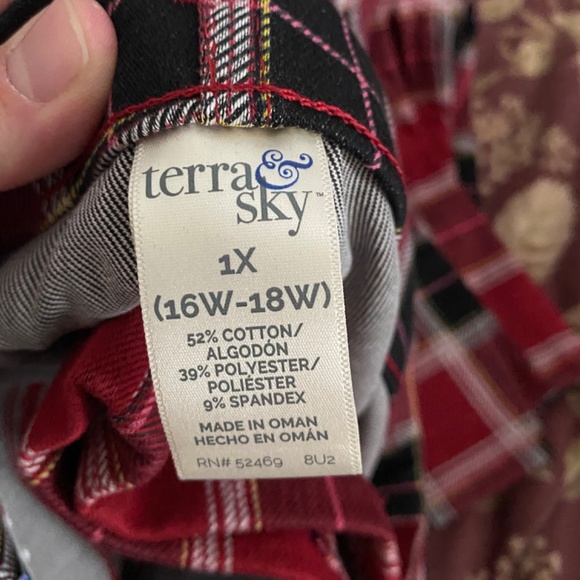 terra &
sky™
1X
(16W-18W)
52% COTTON/
ALGODÓN
39% POLYESTER/
POLIÉSTER
9% SPANDEX
MADE IN OMAN
HECHO EN OMÁN
RN# 52469 8U2